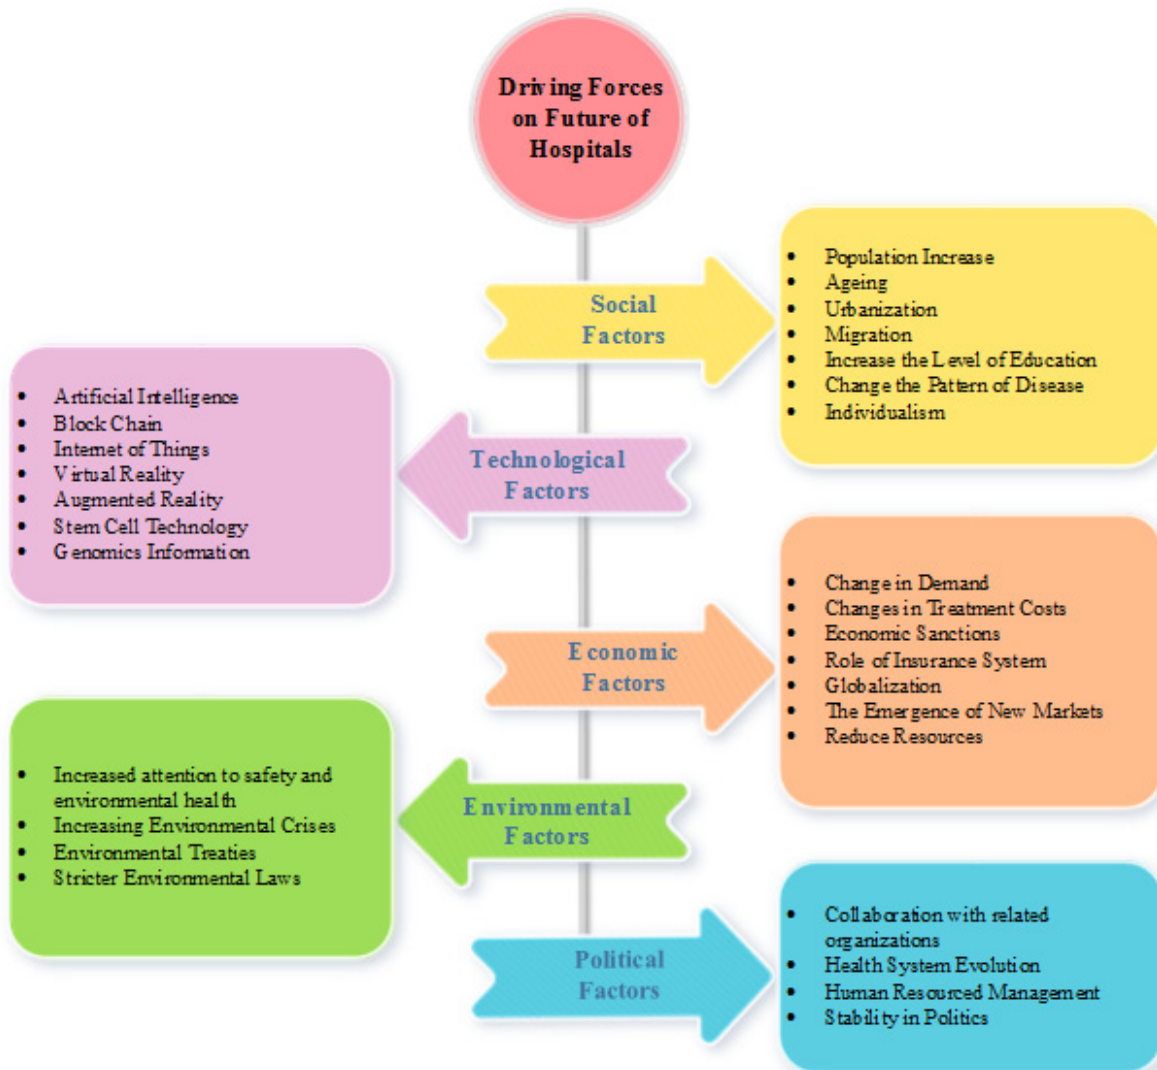 Driving Forces
on Future of
Hospitals
Social
Factors
• Population Increase
• Ageing
• Urbanization
• Migration
• Increase the Level of Education
• Change the Pattern of Disease
• Individualism
Technological
Factors
• Artificial Intelligence
• Block Chain
• Internet of Things
• Virtual Reality
• Augmented Reality
• Stem Cell Technology
• Genomics Information
Economic
Factors
• Change in Demand
• Changes in Treatment Costs
• Economic Sanctions
• Role of Insurance System
• Globalization
• The Emergence of New Markets
• Reduce Resources
Environmental
Factors
• Increased attention to safety and
environmental health
• Increasing Environmental Crises
• Environmental Treaties
• Stricter Environmental Laws
Political
Factors
• Collaboration with related
organizations
• Health System Evolution
• Human Resourced Management
• Stability in Politics